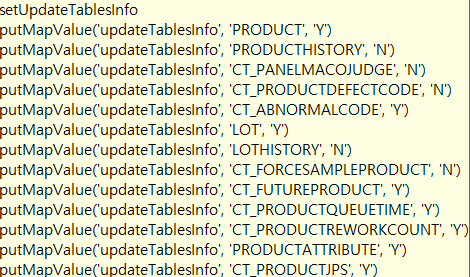 setUpdateTablesInfo
putMapValue('updateTablesInfo', 'PRODUCT', 'Y')
putMapValue('updateTablesInfo', 'PRODUCTHISTORY', 'N')
putMapValue('updateTablesInfo', 'CT_PANELMACOJUDGE', 'N')
putMapValue('updateTablesInfo', 'CT_PRODUCTDEFECTCODE', 'N')
putMapValue('updateTablesInfo', 'CT_ABNORMALCODE', 'Y')
putMapValue('updateTablesInfo', 'LOT', 'Y')
putMapValue('updateTablesInfo', 'LOTHISTORY', 'N')
putMapValue('updateTablesInfo', 'CT_FORCESAMPLEPRODUCT', 'N')
putMapValue('updateTablesInfo', 'CT_FUTUREPRODUCT', 'Y')
putMapValue('updateTablesInfo', 'CT_PRODUCTQUEUETIME', 'Y')
putMapValue('updateTablesInfo', 'CT_PRODUCTREWORKCOUNT', 'Y')
putMapValue('updateTablesInfo', 'PRODUCTATTRIBUTE', 'Y')
putMapValue('updateTablesInfo', 'CT_PRODUCTJPS', 'Y')